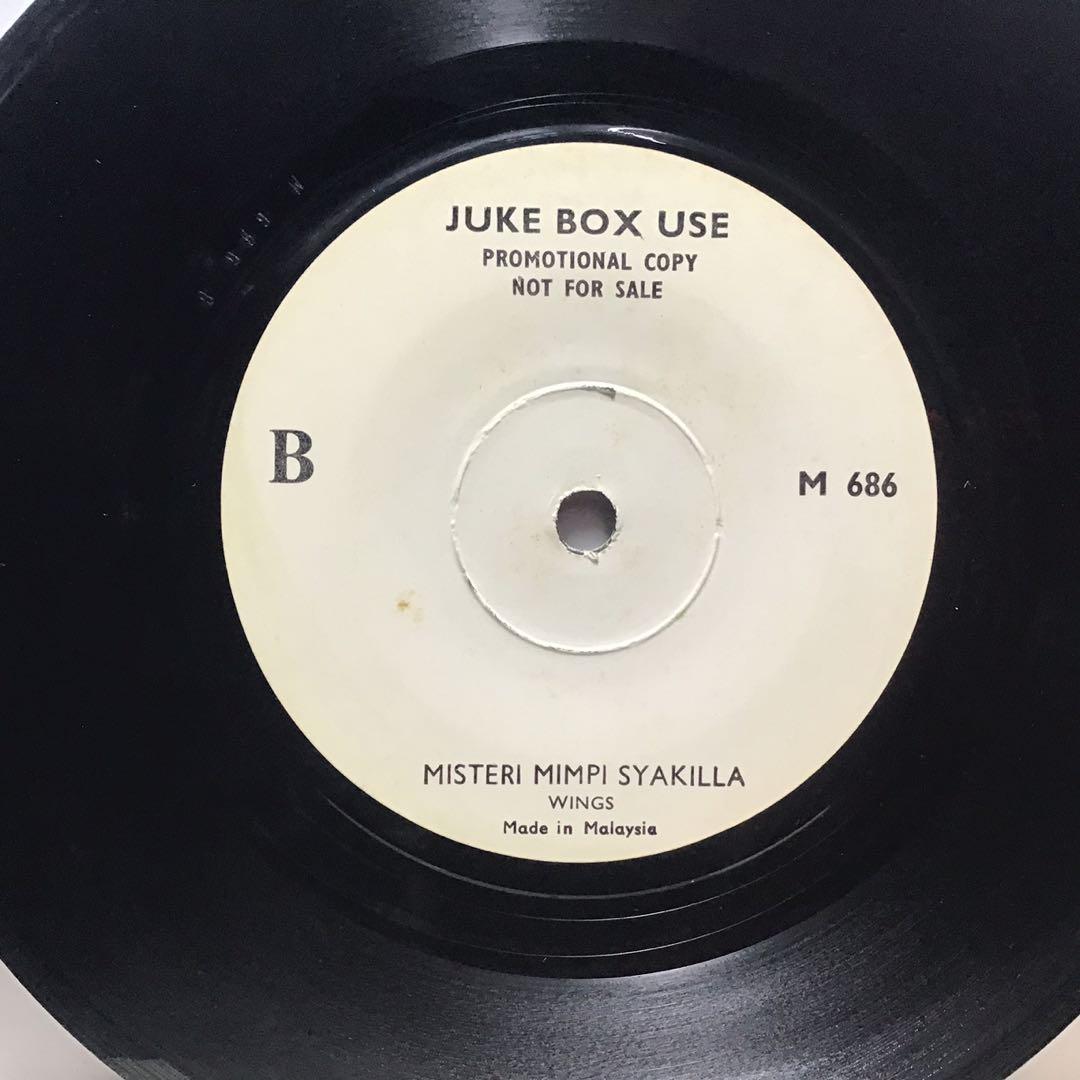 JUKE BOX USE
PROMOTIONAL COPY
NOT FOR SALE
B
M 686
MISTERI MIMPI SYAKILLA
WINGS
Made in Malaysia